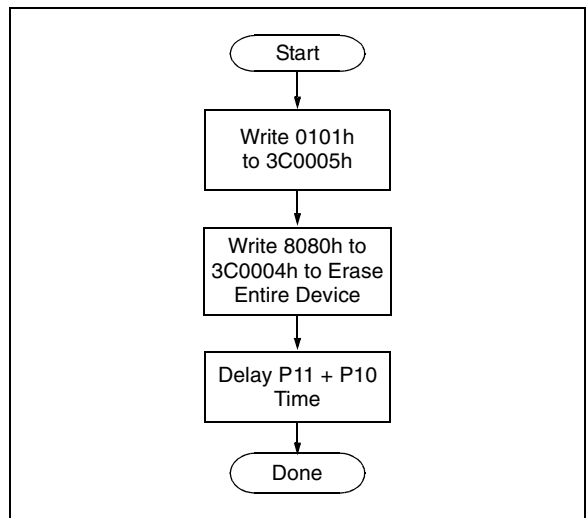 Start
Write 0101h
to 3C0005h
Write 8080h to
3C0004h to Erase
Entire Device
Delay P11 + P10
Time
Done